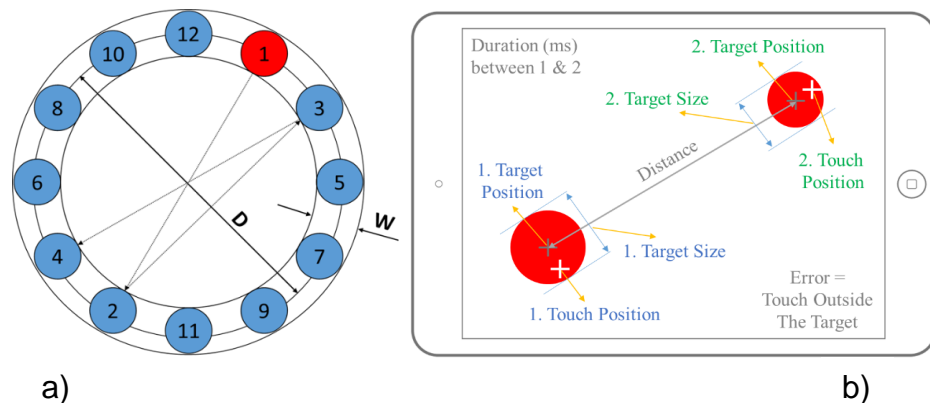 12
10
1
8
3
6
5
D
W
4
7
2
9
11
a)
Duration (ms)
between 1 & 2
2. Target Position
2. Target Size
Distance
2. Touch
Position
1. Target
Position
1. Target Size
1. Touch Position
Error =
Touch Outside
The Target
b)